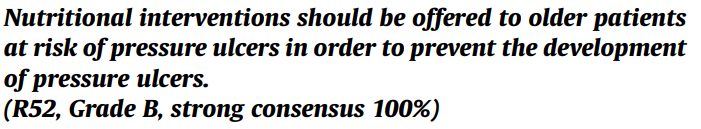 Nutritional interventions should be offered to older patients
at risk of pressure ulcers in order to prevent the development
of pressure ulcers.
(R52, Grade B, strong consensus 100%)